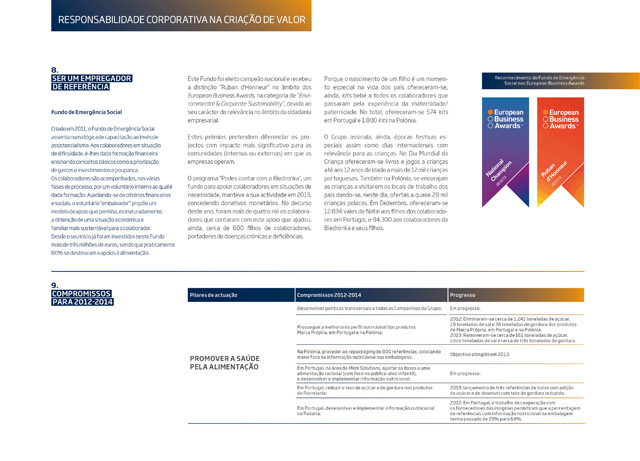 RESPONSABILIDADE CORPORATIVA NA CRIAÇÃO DE VALOR
8.
SER UM EMPREGADOR
DE REFERÊNCIA
Fundo de Emergência Social
Criado em 2011, o Fundo de Emergência Social
assenta numa lógica de capacitação ao invés de
assistencialismo. Aos colaboradores em situação
de dificuldade, é-lhes dada formação financeira
ensinando conceitos básicos como a priorização
de gastos e investimentos e poupança.
Os colaboradores são acompanhados, nas várias
fases do processo, por um voluntário interno ao qual é
dada formação. Auxiliando-se de critérios financeiros
e sociais, o voluntário "embaixador" propõe um
modelo de apoio que permita, estruturadamente,
a obtenção de uma situação económica e
familiar mais sustentável para o colaborador.
Desde o seu início já foram investidos neste Fundo
mais de três milhões de euros, sendo que praticamente
80% se destinaram a apoios à alimentação.
Este Fundo foi eleito campeão nacional e recebeu
a distinção "Ruban d'Honneur" no âmbito dos
European Business Awards, na categoria de "Envi-
ronmental & Corporate Sustainability", devido ao
seu carácter de relevância no âmbito da cidadania
empresarial.
Estes prémios pretendem diferenciar os pro-
jectos com impacto mais significativo para as
comunidades (internas ou externas) em que as
empresas operam.
O programa "Podes contar com a Biedronka", um
fundo para apoiar colaboradores em situações de
necessidade, manteve a sua actividade em 2013,
concedendo donativos monetários. No decurso
deste ano, foram mais de quatro mil os colabora-
dores que contaram com este apoio que ajudou,
ainda, cerca de 600 filhos de colaboradores,
portadores de doenças crónicas e deficiências.
Porque o nascimento de um filho é um momen-
to especial na vida dos pais ofereceram-se,
ainda, kits bebé a todos os colaboradores que
passaram pela experiência da maternidade/
paternidade. No total, ofereceram-se 574 kits
em Portugal e 1.800 kits na Polónia.
O Grupo assinala, ainda, épocas festivas es-
peciais assim como dias internacionais com
relevância para as crianças. No Dia Mundial da
Criança ofereceram-se livros e jogos a crianças
até aos 12 anos de idade a mais de 12 mil crianças
portuguesas. Também na Polónia, se encorajam
as crianças a visitarem os locais de trabalho dos
pais dando-se, neste dia, ofertas a quase 29 mil
crianças polacas. Em Dezembro, ofereceram-se
12.834 vales de Natal aos filhos dos colaborado-
res em Portugal, e 94.300 aos colaboradores da
Biedronka e seus filhos.
Reconhecimento do Fundo de Emergência
Social nos European Business Awards
European
Business
Awards
National
Champion
2012/13
European
Business
Awards
Ruban
d'Honneur
2012/13
9.
COMPROMISSOS
PARA 2012-2014
Pilares de actuação
Compromissos 2012-2014
Progresso
PROMOVER A SAÚDE
PELA ALIMENTAÇÃO
Desenvolver políticas transversais a todas as Companhias do Grupo;
Em progresso.
Prosseguir a melhoria do perfil nutricional dos produtos
Marca Própria, em Portugal e na Polónia;
2012: Eliminaram-se cerca de 1.241 toneladas de açúcar,
19 toneladas de sal e 36 toneladas de gordura dos produtos
de Marca Própria, em Portugal e na Polónia.
2013: Removeram-se cerca de 161 toneladas de açúcar,
cinco toneladas de sal e cerca de três toneladas de gordura.
Na Polónia, proceder ao repackaging de 600 referências, colocando
maior foco na informação nutricional nas embalagens;
Objectivo atingido em 2013.
Em Portugal, na área de Meal Solutions, ajustar as doses a uma
alimentação racional (com foco no público-alvo infantil),
e desenvolver e implementar informação nutricional;
Em progresso.
Em Portugal, reduzir o teor de açúcar e de gordura nos produtos
de Pastelaria;
2013: lançamento de três referências de bolos sem adição
de açúcar e de donuts com teor de gordura reduzido.
Em Portugal, desenvolver e implementar informação nutricional
na Padaria;
2012: Em Portugal, o trabalho de cooperação com
os fornecedores das insígnias permitiram que a percentagem
de referências com informação nutricional na embalagem
tenha passado de 29% para 84%.